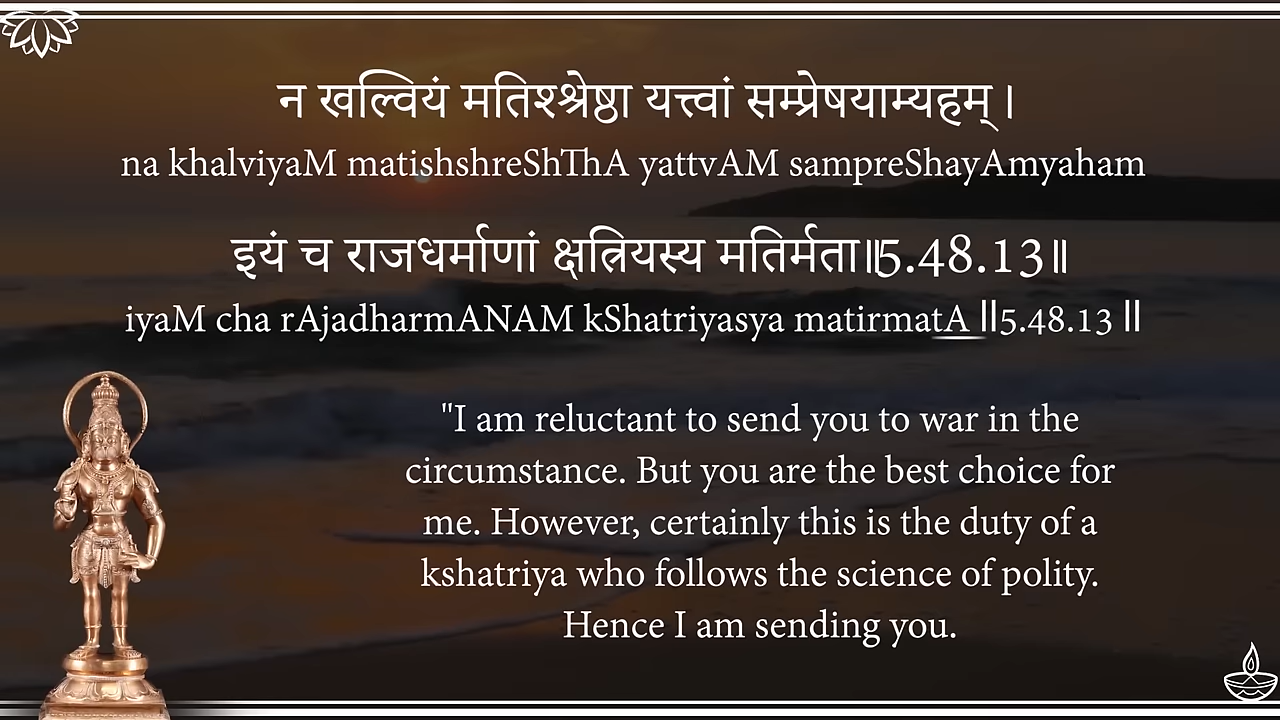 न खल्वियं मतिश्श्रेष्ठा यत्त्वां सम्प्रेषयाम्यहम् ।
na khalviyaM matishshreShThA yattvAM sampreShayAmyaham
इयं च राजधर्माणां क्षत्रियस्य मतिर्मता॥5.48.13॥
iyaM cha rAjadharmANAM kShatriyasya matirmatA ||5.48.13 ||
"I am reluctant to send you to war in the
circumstance. But you are the best choice for
me. However, certainly this is the duty of a
kshatriya who follows the science of polity.
Hence I am sending you.